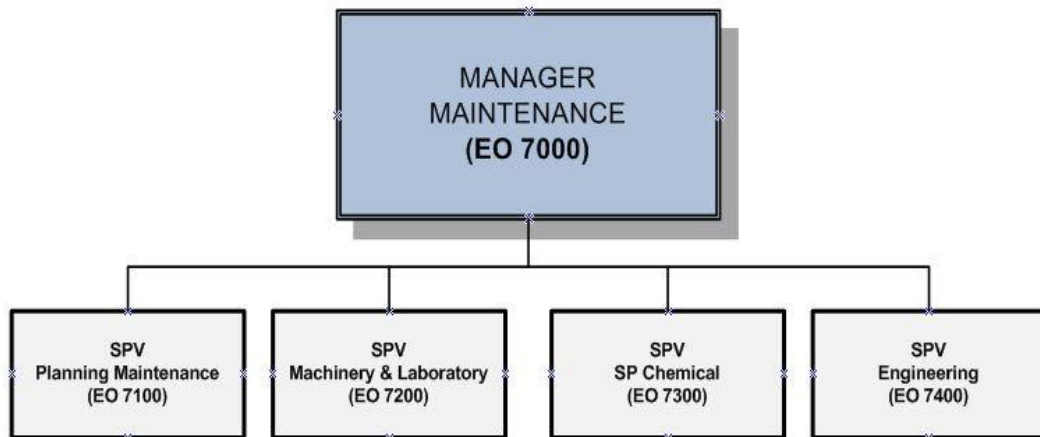 MANAGER
MAINTENANCE
(EO 7000)
SPV
Planning Maintenance
(EO 7100)
SPV
Machinery & Laboratory
(EO 7200)
SPV
SP Chemical
(EO 7300)
SPV
Engineering
(EO 7400)